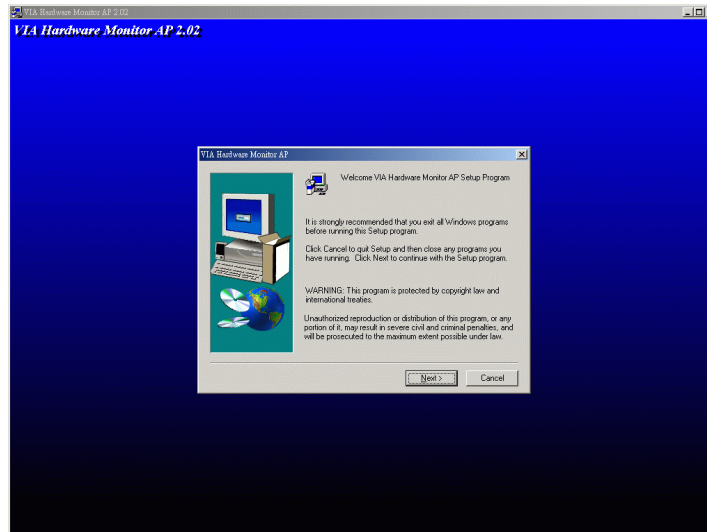 VIA Hardware Monitor AP 2.02
VIA Hardware Monitor AP 2.02
VIA Hardware Monitor AP
Welcome VIA Hardware Monitor AP Setup Program
It is strongly recommended that you exit all Windows programs
before running this Setup program.
Click Cancel to quit Setup and then close any programs you
have running. Click Next to continue with the Setup program.
WARNING: This program is protected by copyright law and
international treaties.
Unauthorized reproduction or distribution of this program, or any
portion of it, may result in severe civil and criminal penalties, and
will be prosecuted to the maximum extent possible under law.
Next >
Cancel